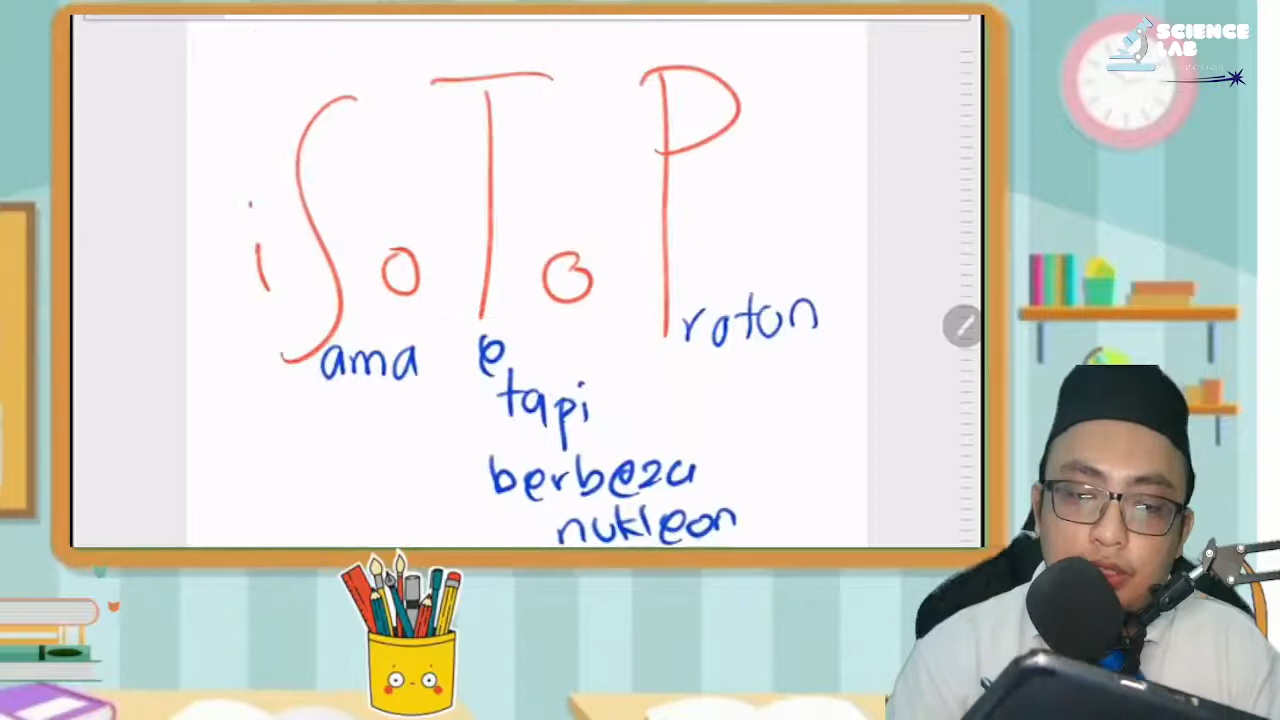 iSoToP
ama e roton
tapi
berbeza
nukleon
SCIENCE
LAB